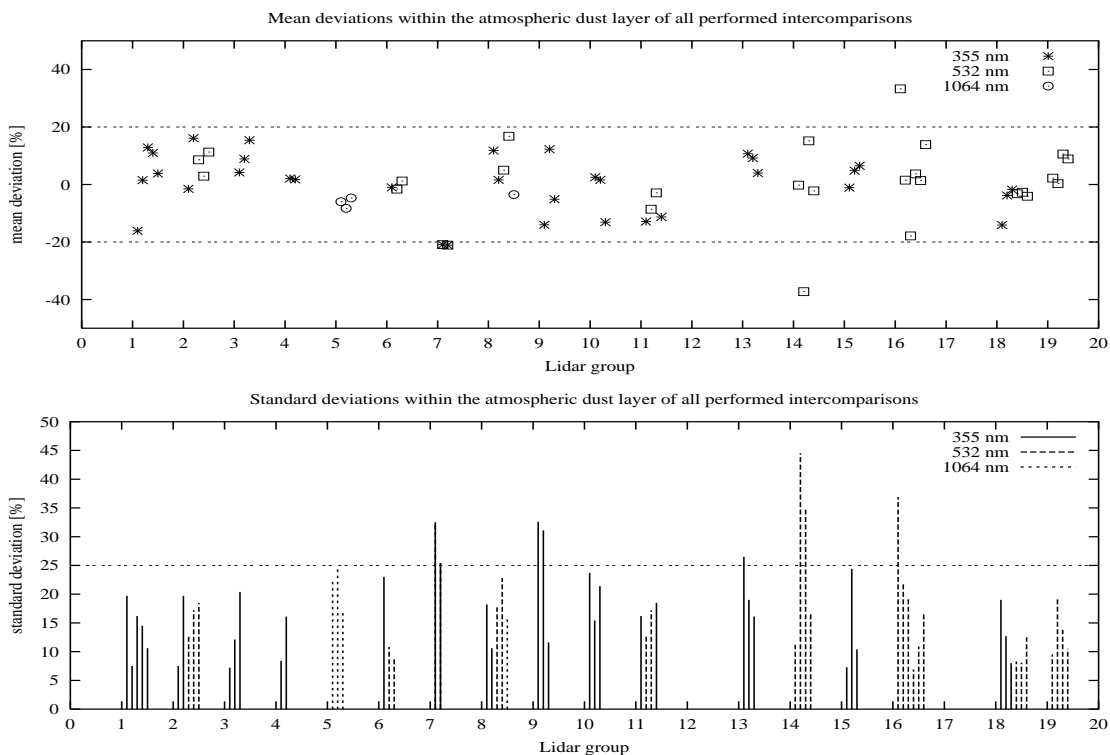 Mean deviations within the atmospheric dust layer of all performed intercomparisons
355 nm
532 nm
1064 nm
mean deviation [%]
40
20
0
-20
-40
0 1 2 3 4 5 6 7 8 9 10 11 12 13 14 15 16 17 18 19 20
Lidar group
Standard deviations within the atmospheric dust layer of all performed intercomparisons
355 nm
532 nm
1064 nm
standard deviation [%]
50
45
40
35
30
25
20
15
10
5
0
0 1 2 3 4 5 6 7 8 9 10 11 12 13 14 15 16 17 18 19 20
Lidar group